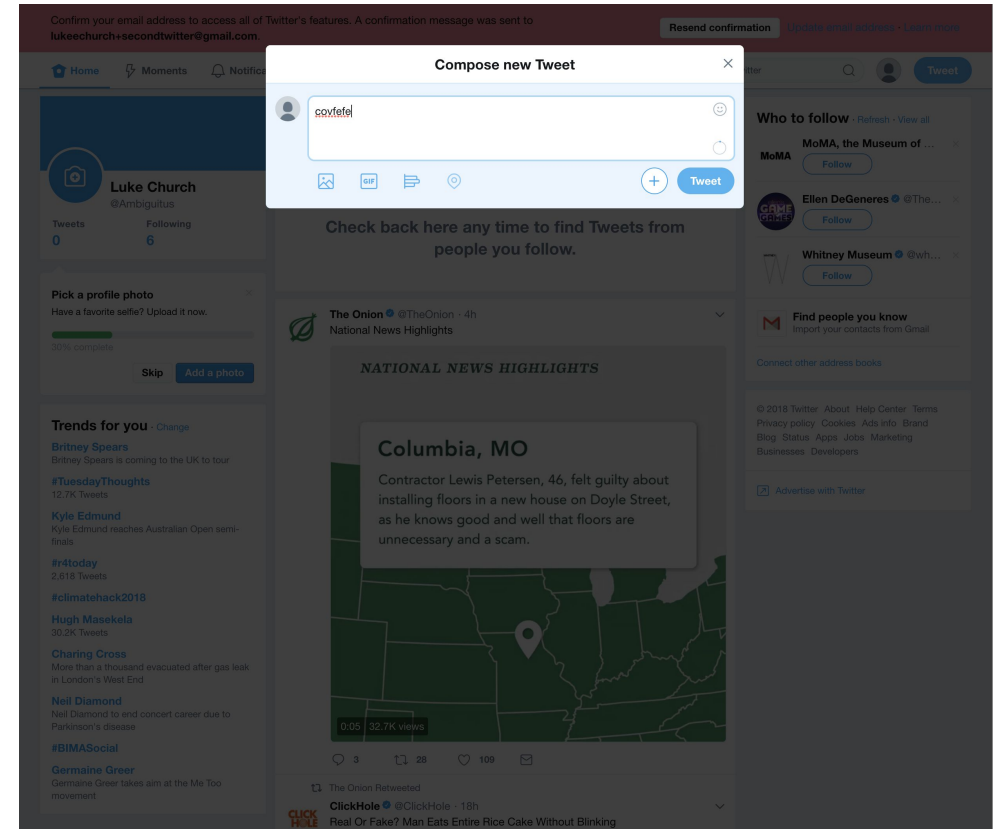 Confirm your email address to access all of Twitter's features. A confirmation message was sent to
lukeechurch+secondtwitter@gmail.com.
Resend confirmation
Update email address · Learn more
Home
Moments
Notifica
tter
Tweet
Compose new Tweet
covfefe
GIF
Tweet
Luke Church
@Ambiguitus
Tweets Following
0 6
Pick a profile photo
Have a favorite selfie? Upload it now.
30% complete
Skip
Add a photo
Trends for you · Change
Britney Spears
Britney Spears is coming to the UK to tour
#TuesdayThoughts
12.7K Tweets
Kyle Edmund
Kyle Edmund reaches Australian Open semi-
finals
#r4today
2,618 Tweets
#climatehack2018
Hugh Masekela
30.2K Tweets
Charing Cross
More than a thousand evacuated after gas leak
in London's West End
Neil Diamond
Neil Diamond to end concert career due to
Parkinson's disease
#BIMASocial
Germaine Greer
Germaine Greer takes aim at the Me Too
movement
Check back here any time to find Tweets from
people you follow.
The Onion @TheOnion · 4h
National News Highlights
NATIONAL NEWS HIGHLIGHTS
Columbia, MO
Contractor Lewis Petersen, 46, felt guilty about
installing floors in a new house on Doyle Street,
as he knows good and well that floors are
unnecessary and a scam.
0:05 32.7K views
3 28 109
The Onion Retweeted
CLICK
HOLE
ClickHole @ClickHole · 18h
Real Or Fake? Man Eats Entire Rice Cake Without Blinking
Who to follow · Refresh · View all
MoMA
MoMA, the Museum of ...
Follow
GAME
GAMES
Ellen DeGeneres @The...
Follow
Whitney Museum @wh...
Follow
Find people you know
Import your contacts from Gmail
Connect other address books
© 2018 Twitter About Help Center Terms
Privacy policy Cookies Ads info Brand
Blog Status Apps Jobs Marketing
Businesses Developers
Advertise with Twitter